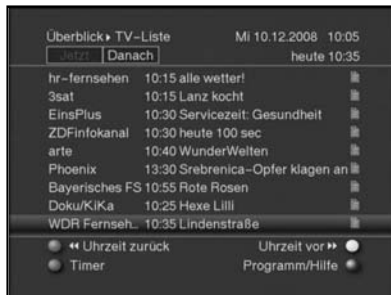 Überblick▸ TV-Liste Mi 10.12.2008 10:05
Jetzt Danach heute 10:35
hr-fernsehen 10:15 alle wetter!
3sat 10:15 Lanz kocht
EinsPlus 10:30 Servicezeit: Gesundheit
ZDFinfokanal 10:30 heute 100 sec
arte 10:40 WunderWelten
Phoenix 13:30 Srebrenica-Opfer klagen an
Bayerisches FS 10:55 Rote Rosen
Doku/KiKa 10:25 Hexe Lilli
WDR Fernseh.. 10:35 Lindenstraße
◂◂ Uhrzeit zurück Uhrzeit vor ▸▸
Timer Programm/Hilfe